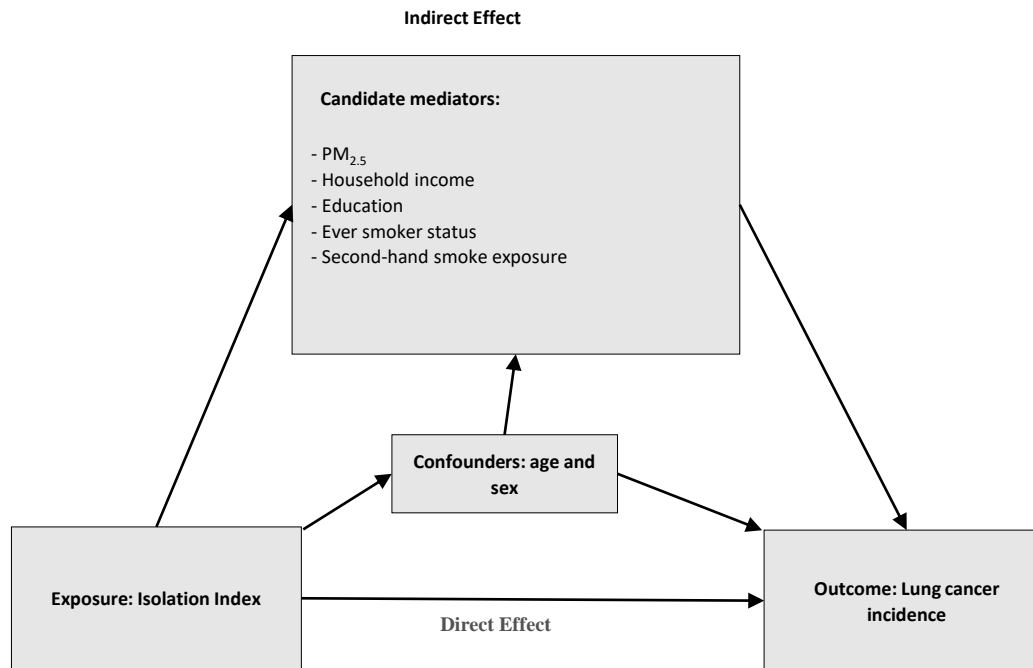 Indirect Effect
Candidate mediators:
- PM2.5
- Household income
- Education
- Ever smoker status
- Second-hand smoke exposure
Confounders: age and
sex
Exposure: Isolation Index
Outcome: Lung cancer
incidence
Direct Effect